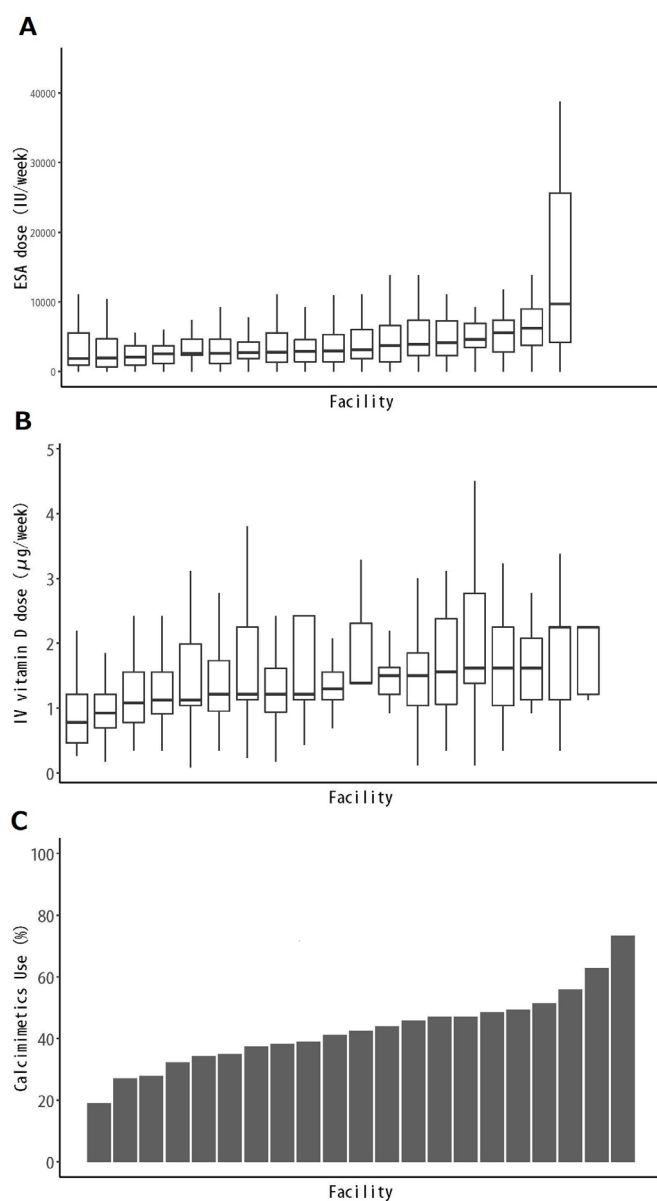 A
ESA dose (IU/week)
40000
30000
20000
10000
0
Facility
B
IV vitamin D dose (μg/week)
5
4
3
2
1
0
Facility
C
Calcimimetics Use (%)
100
80
60
40
20
0
Facility